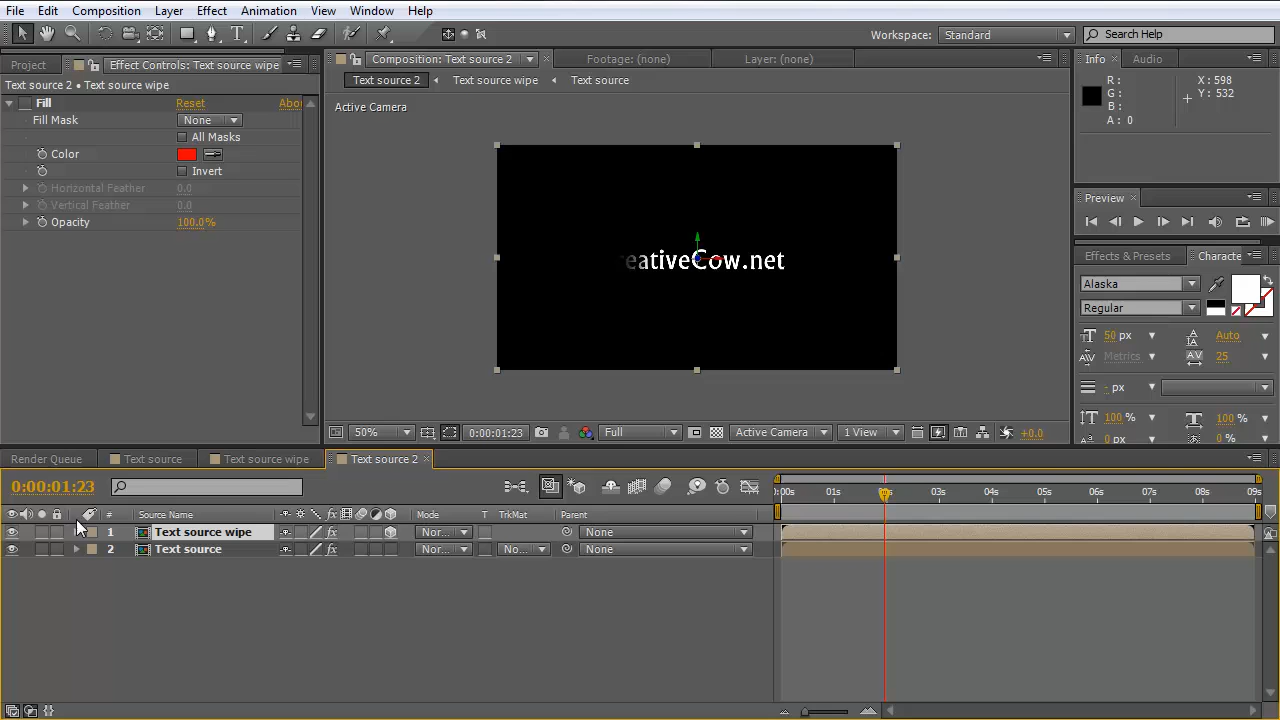 File Edit Composition Layer Effect Animation View Window Help
Workspace: Standard Search Help
Project Effect Controls: Text source wipe
Text source 2 • Text source wipe
Fill Reset Abou
Fill Mask None
All Masks
Color
Invert
Horizontal Feather 0.0
Vertical Feather 0.0
Opacity 100.0%
Composition: Text source 2 Footage: (none) Layer: (none)
Text source 2 Text source wipe Text source
Active Camera
eativeCow.net
50% 0:00:01:23 Full Active Camera 1 View +0.0
Info Audio
R: X: 598
G: Y: 532
B:
A: 0
Preview
Effects & Presets Characte
Alaska
Regular
50 px Auto
Metrics 25
- px
100 % 100 %
0 px 0 %
Render Queue Text source Text source wipe Text source 2
0:00:01:23
:00s 01s 03s 04s 05s 06s 07s 08s 09s
# Source Name fx Mode T TrkMat Parent
1 Text source wipe fx Nor... None
2 Text source fx Nor... No... None